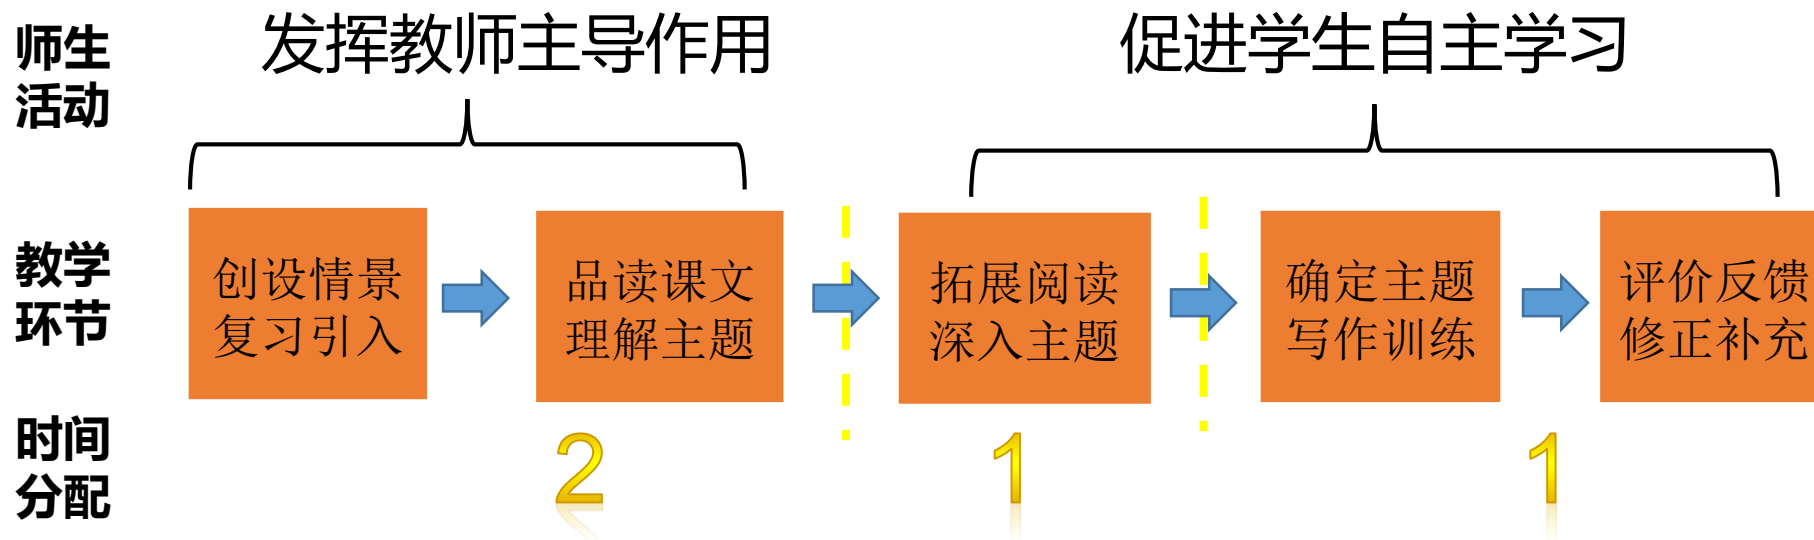 师生
活动
发挥教师主导作用
促进学生自主学习
教学
环节
创设情景
复习引入
品读课文
理解主题
拓展阅读
深入主题
确定主题
写作训练
评价反馈
修正补充
时间
分配
2
1
1